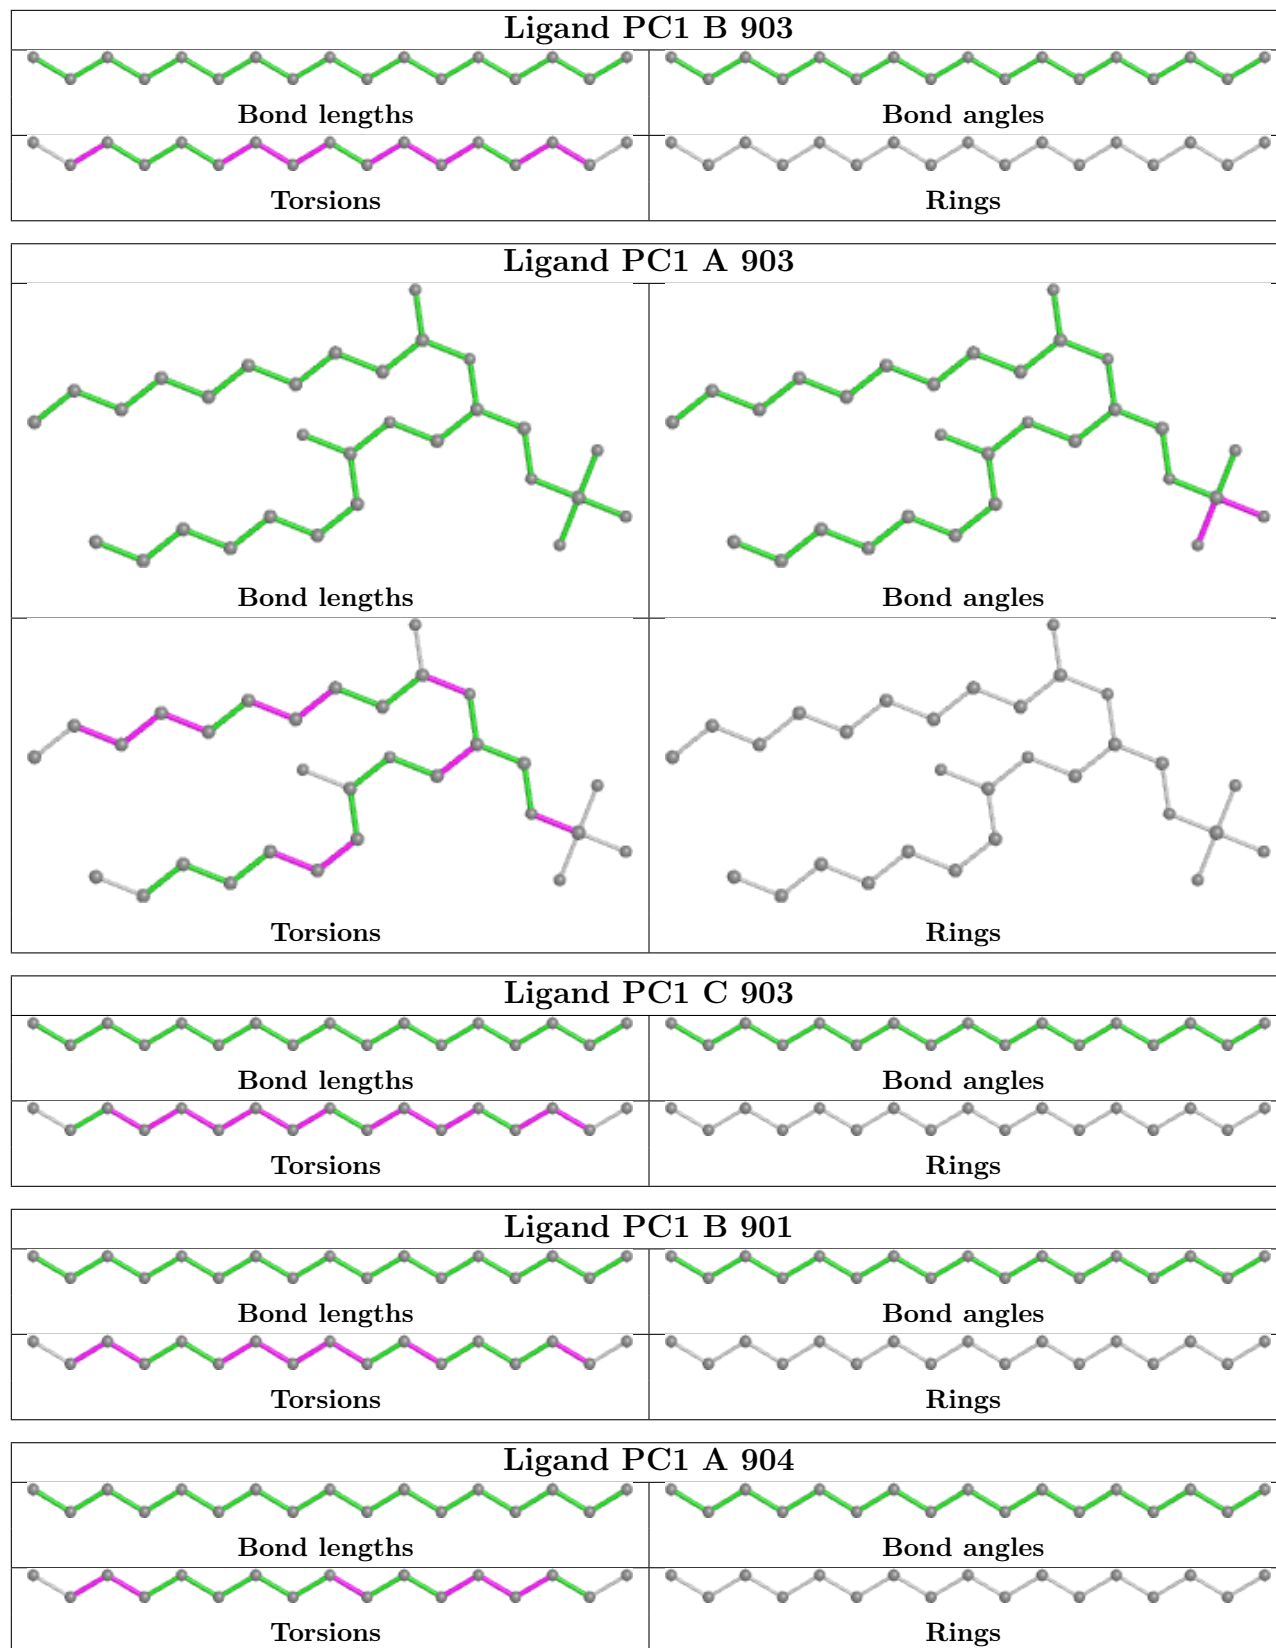 Ligand PC1 B 903
Bond lengths Bond angles
Torsions Rings
Ligand PC1 A 903
Bond lengths Bond angles
Torsions Rings
Ligand PC1 C 903
Bond lengths Bond angles
Torsions Rings
Ligand PC1 B 901
Bond lengths Bond angles
Torsions Rings
Ligand PC1 A 904
Bond lengths Bond angles
Torsions Rings